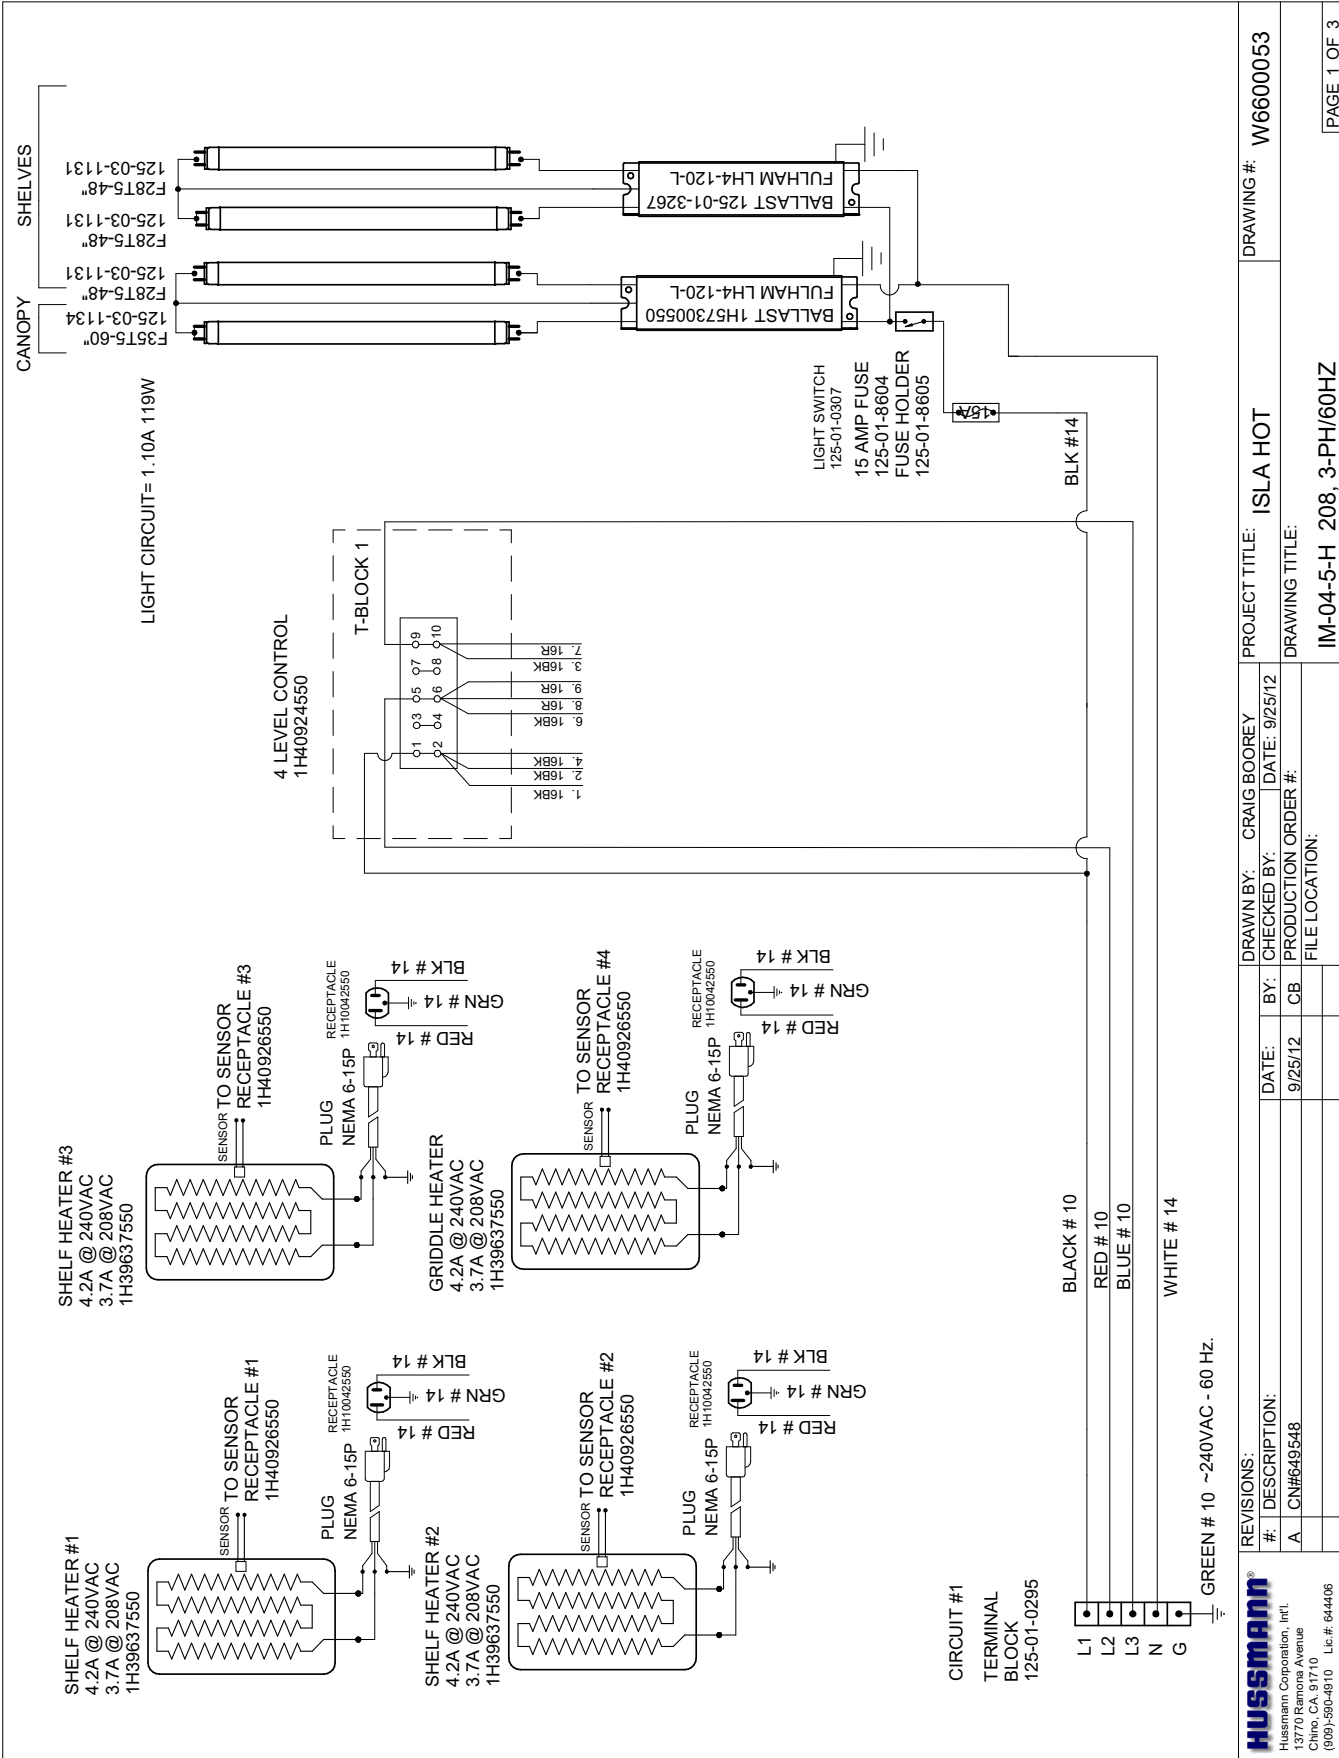 SHELF HEATER #1
4.2A @ 240VAC
3.7A @ 208VAC
1H39637550
SENSOR
TO SENSOR
RECEPTACLE #1
1H40926550
PLUG
NEMA 6-15P
RECEPTACLE
1H10042550
RED # 14
GRN # 14
BLK # 14
SHELF HEATER #3
4.2A @ 240VAC
3.7A @ 208VAC
1H39637550
SENSOR
TO SENSOR
RECEPTACLE #3
1H40926550
PLUG
NEMA 6-15P
RECEPTACLE
1H10042550
RED # 14
GRN # 14
BLK # 14
SHELF HEATER #2
4.2A @ 240VAC
3.7A @ 208VAC
1H39637550
SENSOR
TO SENSOR
RECEPTACLE #2
1H40926550
PLUG
NEMA 6-15P
RECEPTACLE
1H10042550
RED # 14
GRN # 14
BLK # 14
GRIDDLE HEATER
4.2A @ 240VAC
3.7A @ 208VAC
1H39637550
SENSOR
TO SENSOR
RECEPTACLE #4
1H40926550
PLUG
NEMA 6-15P
RECEPTACLE
1H10042550
RED # 14
GRN # 14
BLK # 14
4 LEVEL CONTROL
1H40924550
T-BLOCK 1
1 3 5 7 9
2 4 6 8 10
1. 16BK
2. 16BK
4. 16BK
6. 16BK
8. 16R
9. 16R
3. 16BK
7. 16R
LIGHT CIRCUIT= 1.10A 119W
CANOPY
SHELVES
F35T5-60"
125-03-1134
F28T5-48"
125-03-1131
F28T5-48"
125-03-1131
F28T5-48"
125-03-1131
BALLAST 1H57300550
FULHAM LH4-120-L
BALLAST 125-01-3267
FULHAM LH4-120-L
LIGHT SWITCH
125-01-0307
15 AMP FUSE
125-01-8604
FUSE HOLDER
125-01-8605
15A
BLK #14
CIRCUIT #1
TERMINAL
BLOCK
125-01-0295
L1
L2
L3
N
G
BLACK # 10
RED # 10
BLUE # 10
WHITE # 14
GREEN # 10 ~240VAC - 60 Hz.
HUSSMANN®
Hussmann Corporation, Int'l.
13770 Ramona Avenue
Chino, CA. 91710
(909)-590-4910 Lic.#: 644406
REVISIONS:
#: DESCRIPTION: DATE: BY:
A CN#649548 9/25/12 CB
DRAWN BY: CRAIG BOOREY
CHECKED BY: DATE: 9/25/12
PRODUCTION ORDER #:
FILE LOCATION:
PROJECT TITLE:
ISLA HOT
DRAWING TITLE:
IM-04-5-H 208, 3-PH/60HZ
DRAWING #:
W6600053
PAGE 1 OF 3